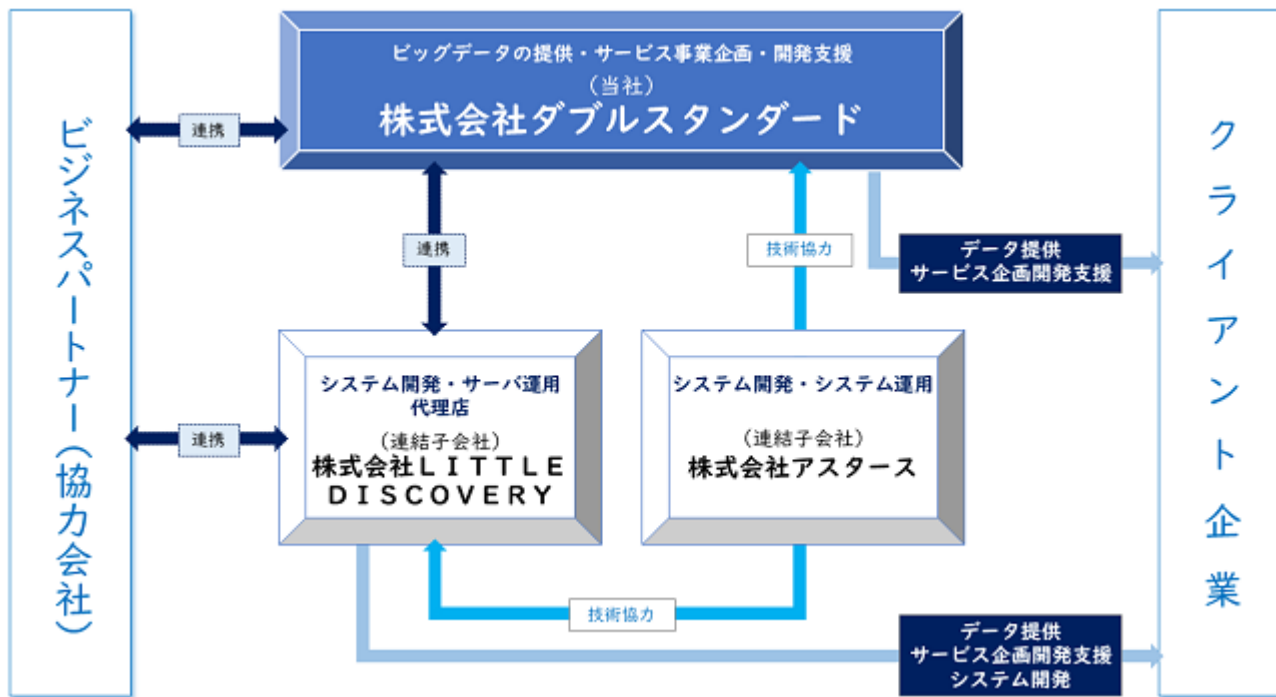 ビジネスパートナー(協力会社)
ビッグデータの提供・サービス事業企画・開発支援
(当社)
株式会社ダブルスタンダード
連携
連携
技術協力
データ提供
サービス企画開発支援
システム開発・サーバ運用
代理店
(連結子会社)
株式会社LITTLE
DISCOVERY
システム開発・システム運用
(連結子会社)
株式会社アスタース
連携
技術協力
データ提供
サービス企画開発支援
システム開発
クライアント企業